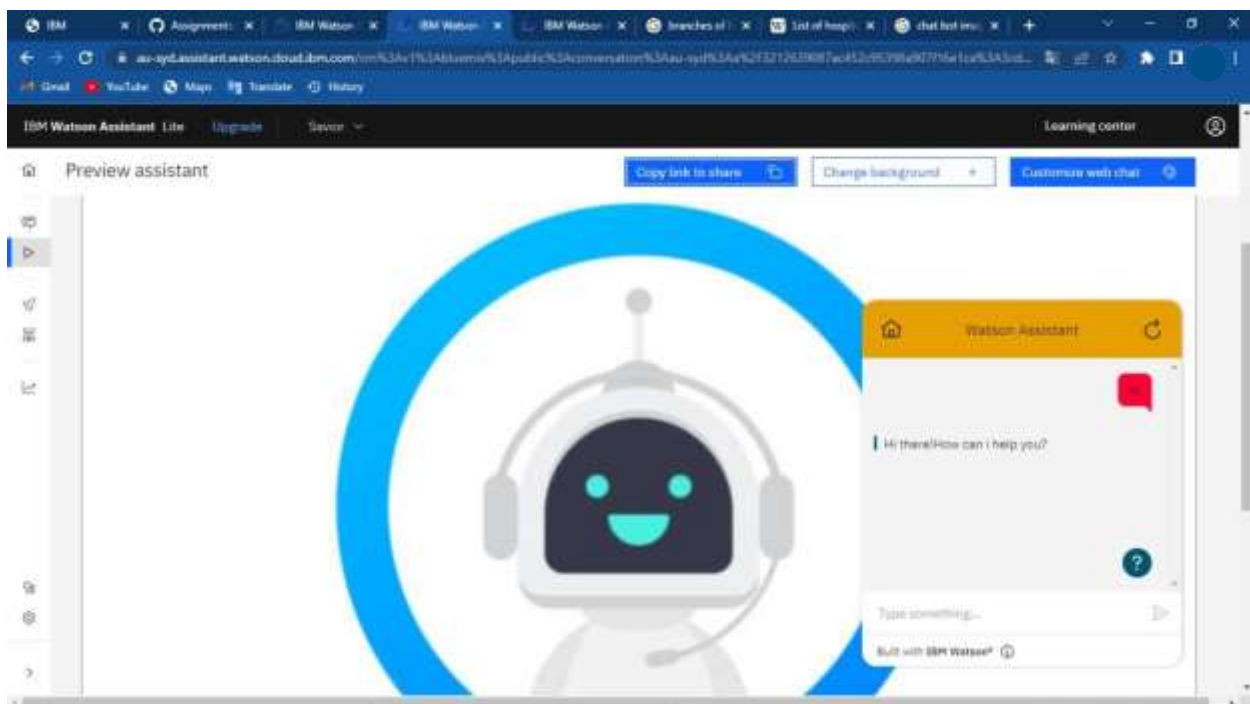 IBM
Assignment:
IBM Watson
IBM Watson
IBM Watson
branches of
List of hospi
chat bot
Gmail
YouTube
Maps
Translate
History
IBM Watson Assistant Lite
Upgrade
Savior
Learning center
Preview assistant
Copy link to share
Change background +
Customize web chat
Watson Assistant
Hi there!How can i help you?
?
Type something...
Built with IBM Watson®